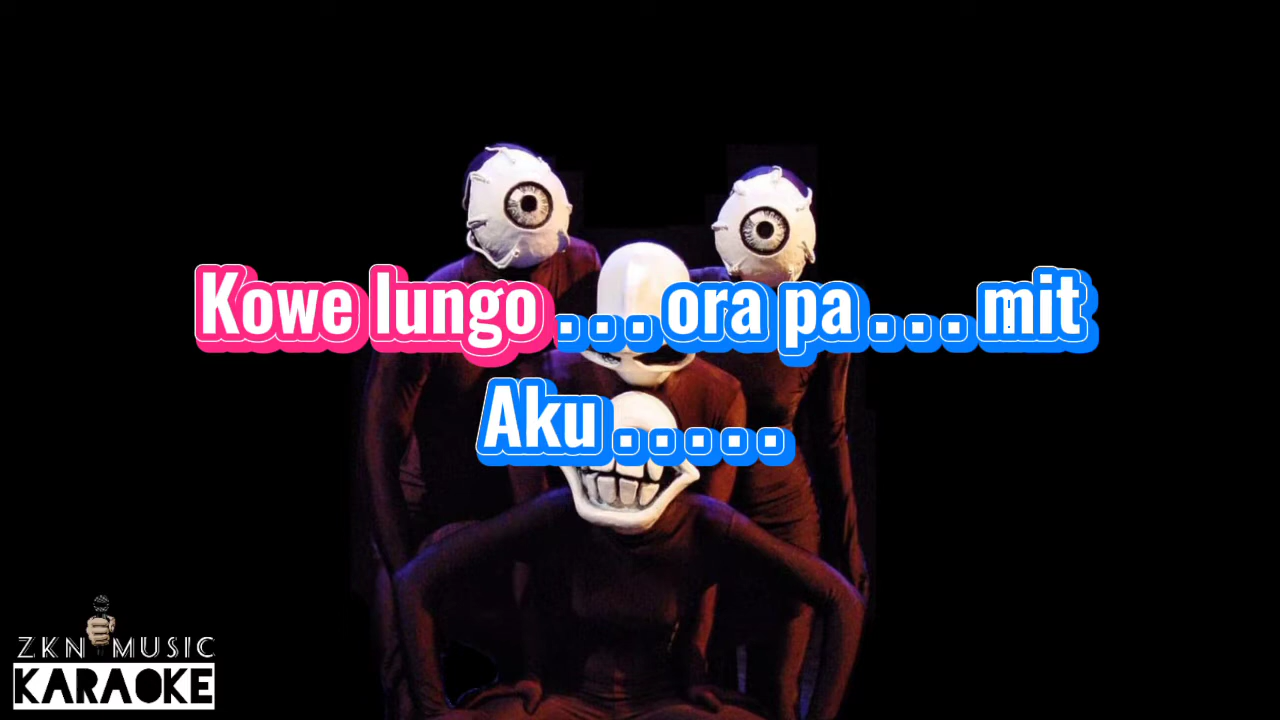 Kowe lungo . . . ora pa . . . mit
Aku . . . . .
ZKN MUSIC
KARAOKE